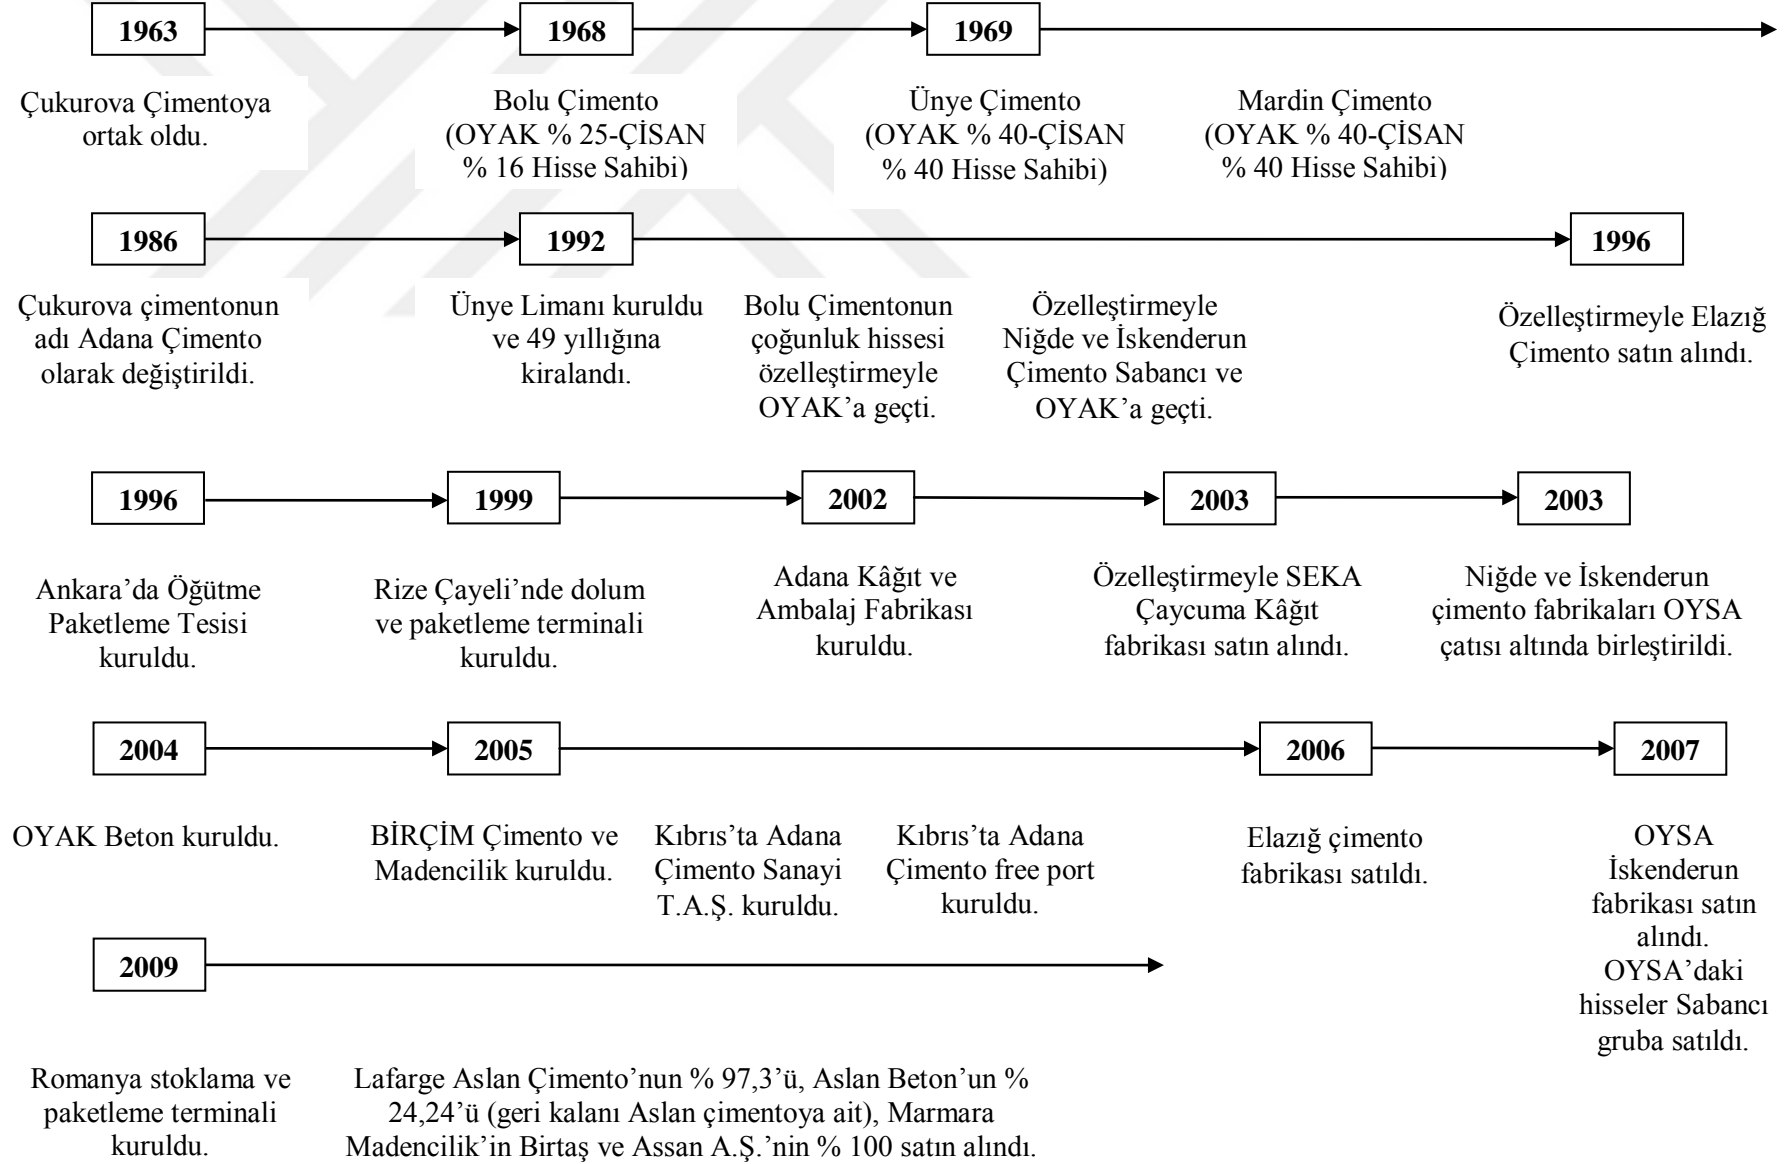 1963
1968
1969
Çukurova Çimentoya
ortak oldu.
Bolu Çimento
(OYAK % 25-ÇİSAN
% 16 Hisse Sahibi)
Ünye Çimento
(OYAK % 40-ÇİSAN
% 40 Hisse Sahibi)
Mardin Çimento
(OYAK % 40-ÇİSAN
% 40 Hisse Sahibi)
1986
1992
1996
Çukurova çimentonun
adı Adana Çimento
olarak değiştirildi.
Ünye Limanı kuruldu
ve 49 yıllığına
kiralandı.
Bolu Çimentonun
çoğunluk hissesi
özelleştirmeyle
OYAK’a geçti.
Özelleştirmeyle
Niğde ve İskenderun
Çimento Sabancı ve
OYAK’a geçti.
Özelleştirmeyle Elazığ
Çimento satın alındı.
1996
1999
2002
2003
2003
Ankara’da Öğütme
Paketleme Tesisi
kuruldu.
Rize Çayeli’nde dolum
ve paketleme terminali
kuruldu.
Adana Kâğıt ve
Ambalaj Fabrikası
kuruldu.
Özelleştirmeyle SEKA
Çaycuma Kâğıt
fabrikası satın alındı.
Niğde ve İskenderun
çimento fabrikaları OYSA
çatısı altında birleştirildi.
2004
2005
2006
2007
OYAK Beton kuruldu.
BİRÇİM Çimento ve
Madencilik kuruldu.
Kıbrıs’ta Adana
Çimento Sanayi
T.A.Ş. kuruldu.
Kıbrıs’ta Adana
Çimento free port
kuruldu.
Elazığ çimento
fabrikası satıldı.
OYSA
İskenderun
fabrikası satın
alındı.
OYSA’daki
hisseler Sabancı
gruba satıldı.
2009
Romanya stoklama ve
paketleme terminali
kuruldu.
Lafarge Aslan Çimento’nun % 97,3’ü, Aslan Beton’un %
24,24’ü (geri kalanı Aslan çimentoya ait), Marmara
Madencilik’in Birtaş ve Assan A.Ş.’nin % 100 satın alındı.